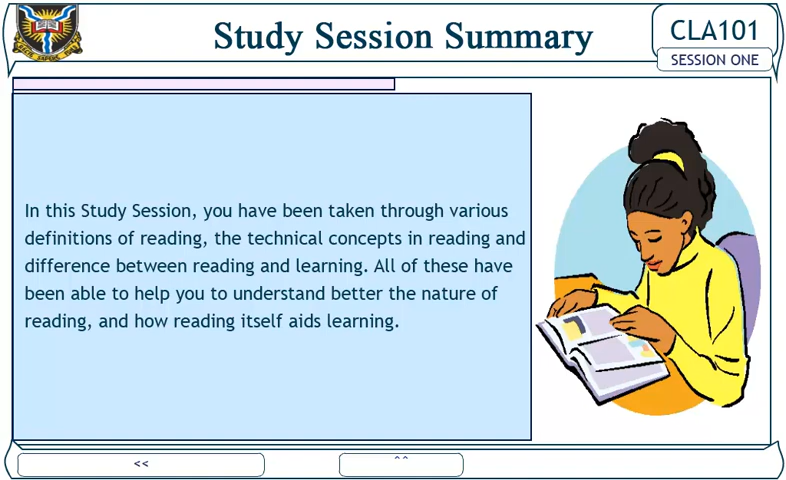 Study Session Summary
CLA101
SESSION ONE
In this Study Session, you have been taken through various
definitions of reading, the technical concepts in reading and
difference between reading and learning. All of these have
been able to help you to understand better the nature of
reading, and how reading itself aids learning.
<<
^^